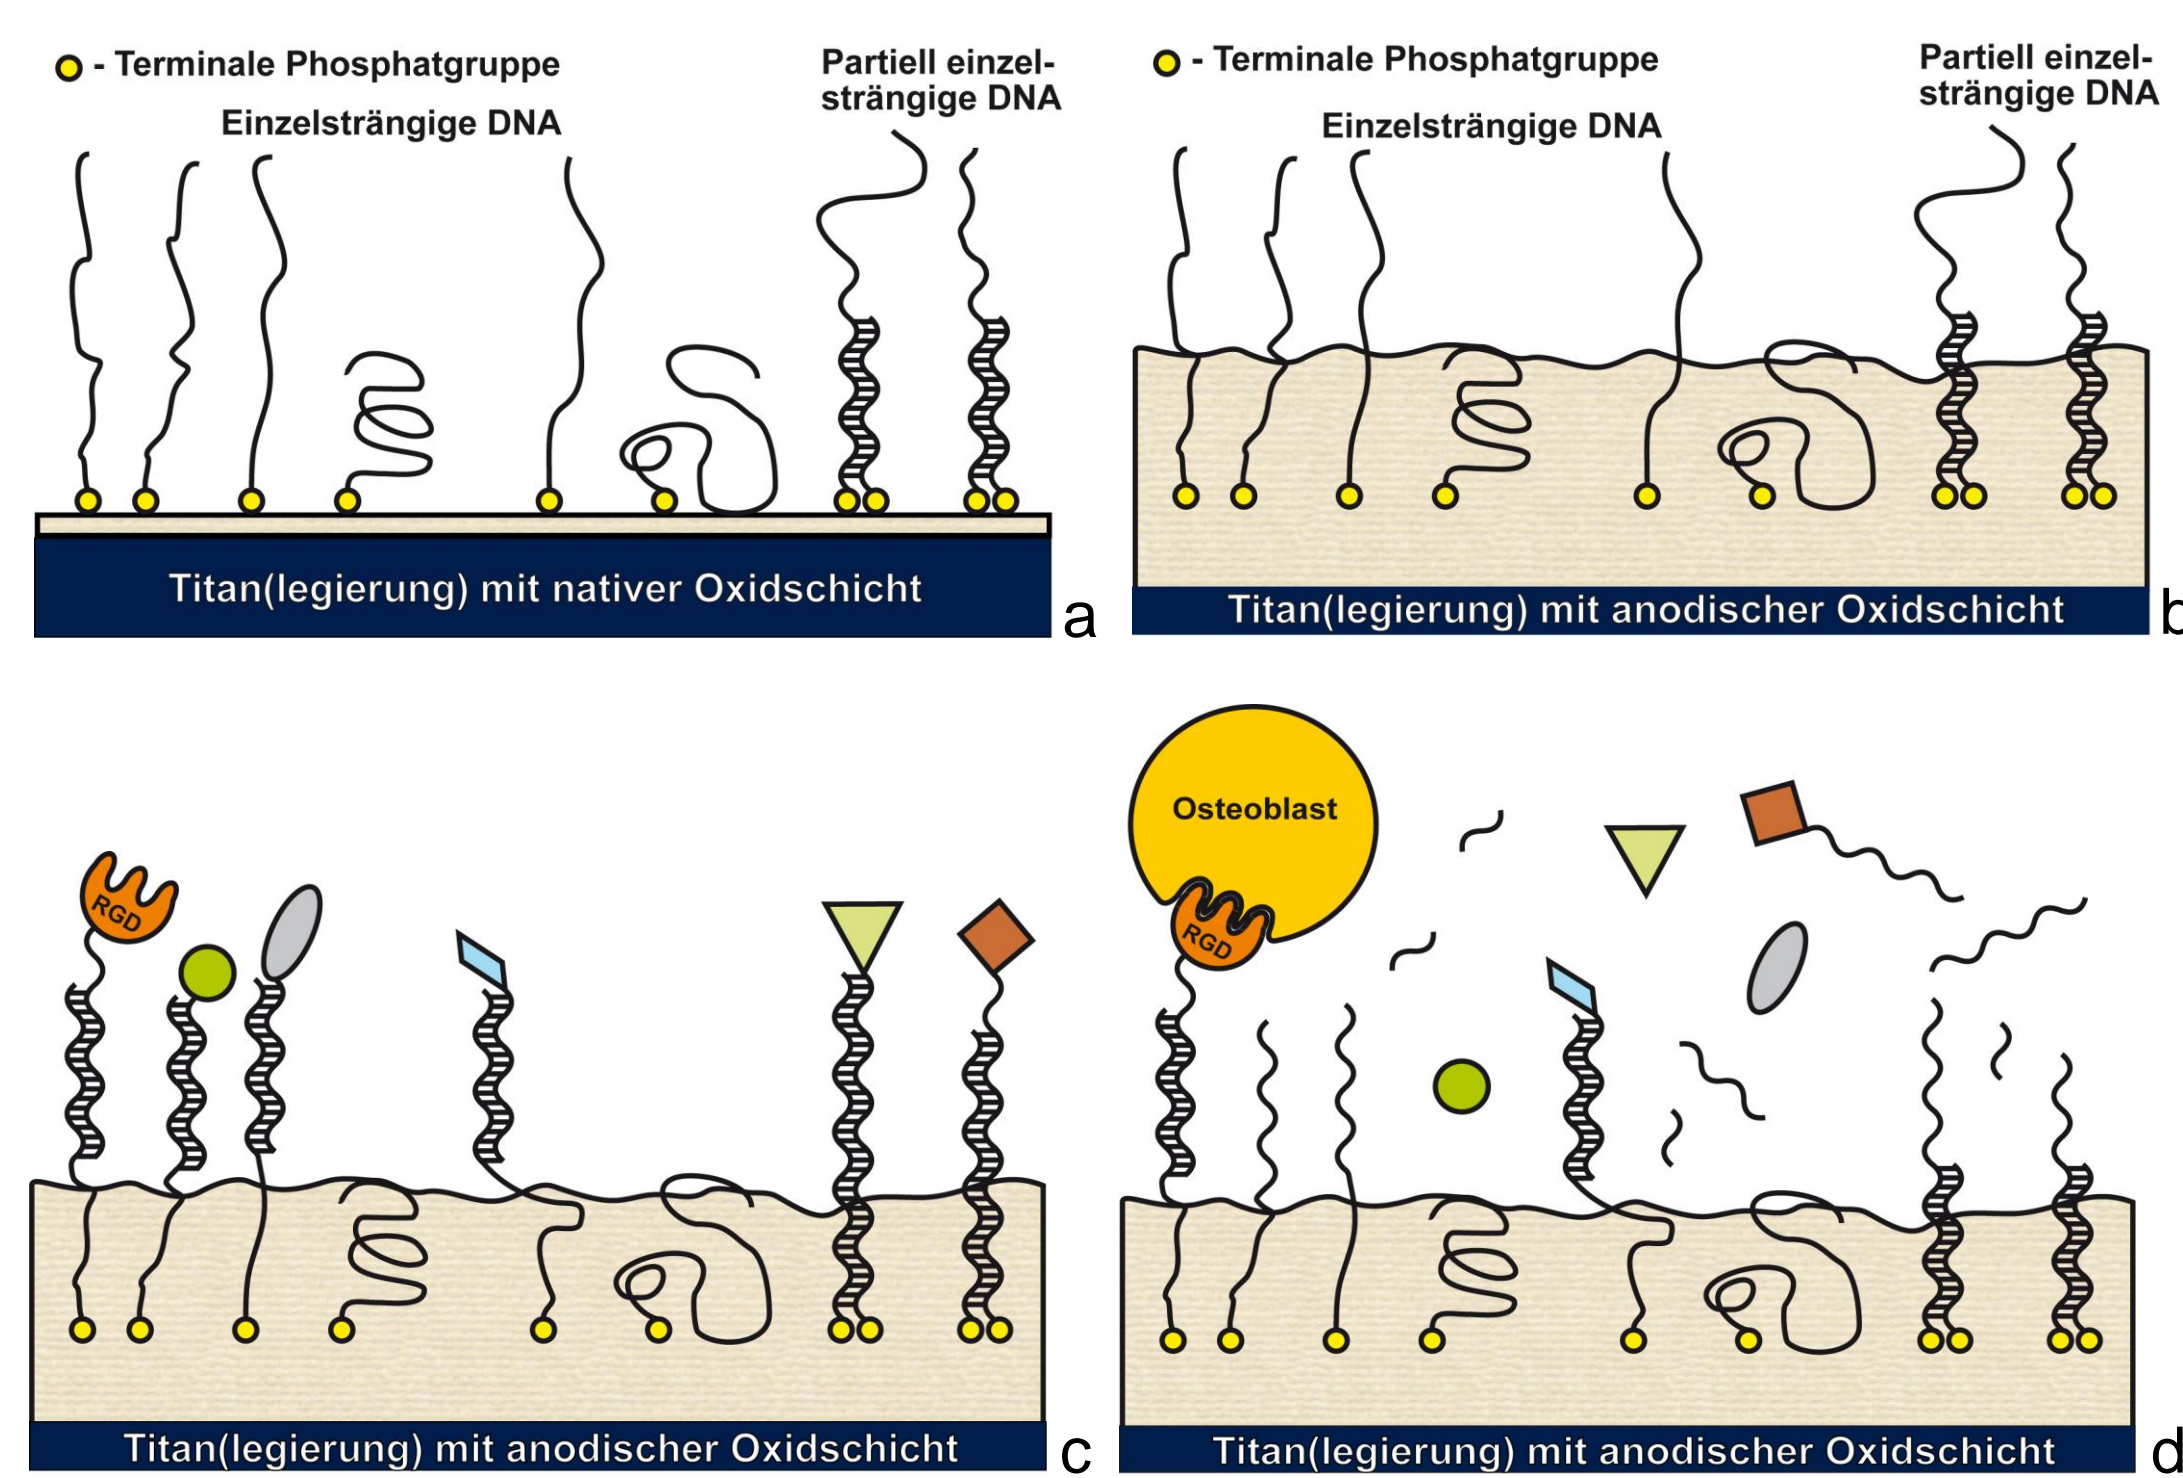 - Terminale Phosphatgruppe
Einzelsträngige DNA
Partiell einzel-
strängige DNA
Titan(legierung) mit nativer Oxidschicht
a
- Terminale Phosphatgruppe
Einzelsträngige DNA
Partiell einzel-
strängige DNA
Titan(legierung) mit anodischer Oxidschicht
b
RGD
Titan(legierung) mit anodischer Oxidschicht
c
Osteoblast
RGD
Titan(legierung) mit anodischer Oxidschicht
d